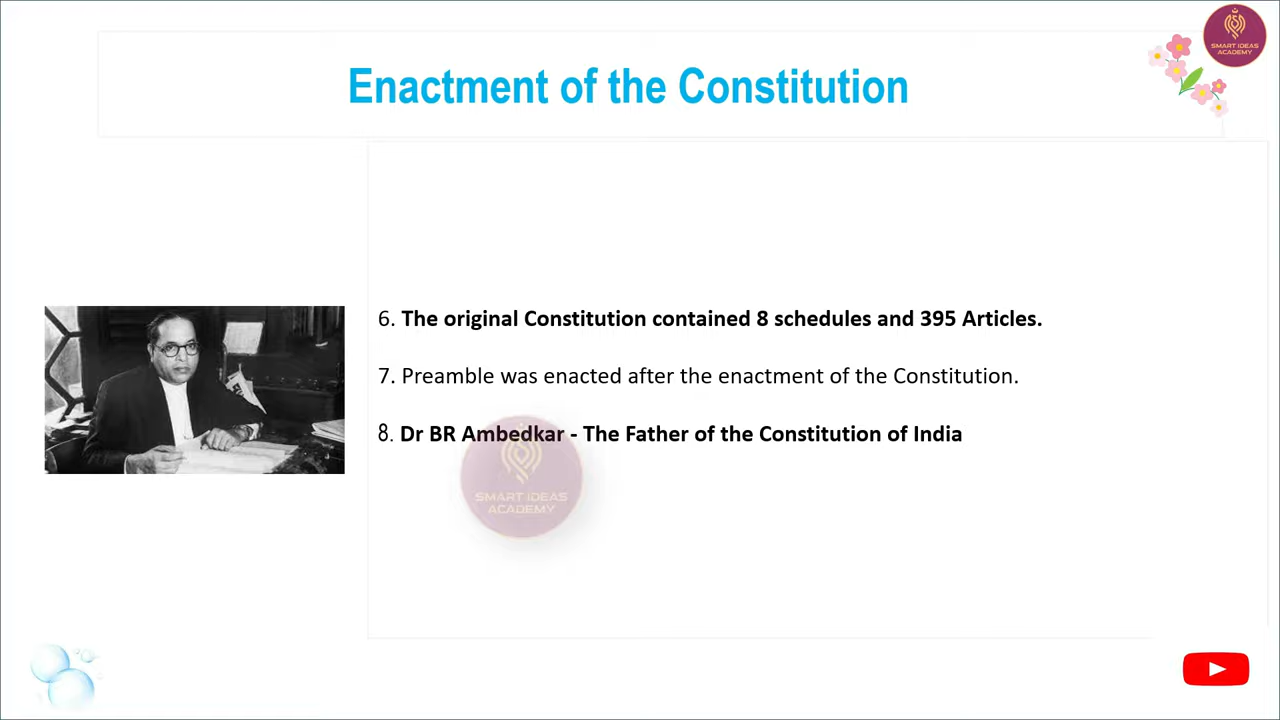 SMART IDEAS
ACADEMY
Enactment of the Constitution
6. The original Constitution contained 8 schedules and 395 Articles.
7. Preamble was enacted after the enactment of the Constitution.
8. Dr BR Ambedkar - The Father of the Constitution of India
SMART IDEAS
ACADEMY